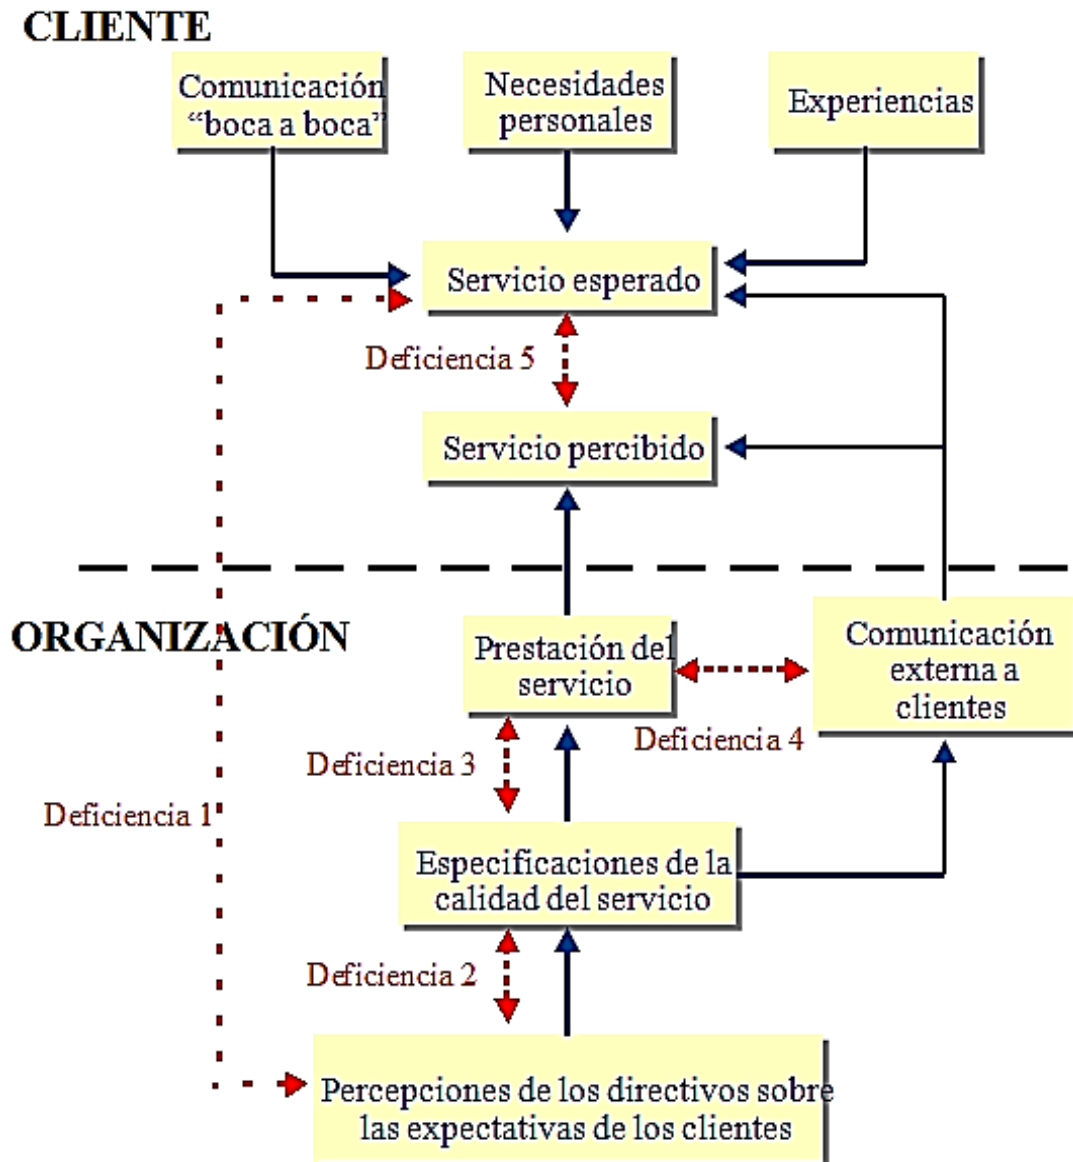 CLIENTE
Comunicación
“boca a boca”
Necesidades
personales
Experiencias
Servicio esperado
Deficiencia 5
Servicio percibido
ORGANIZACIÓN
Prestación del
servicio
Comunicación
externa a
clientes
Deficiencia 4
Deficiencia 3
Deficiencia 1
Especificaciones de la
calidad del servicio
Deficiencia 2
Percepciones de los directivos sobre
las expectativas de los clientes